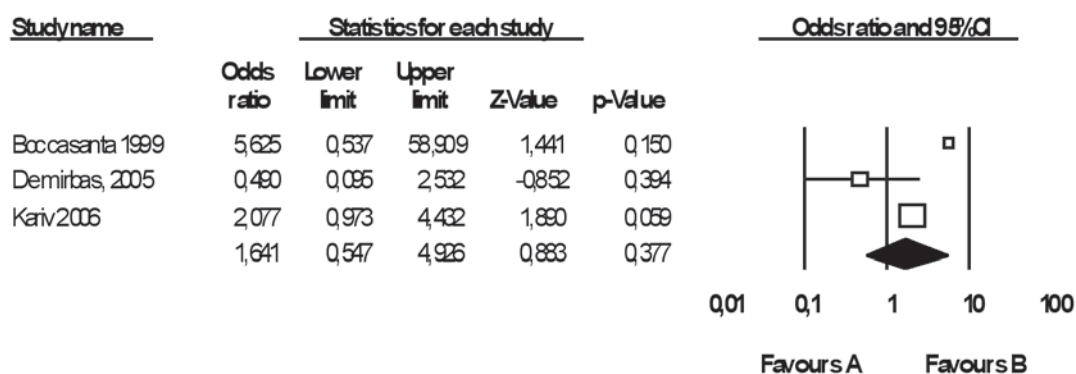 Study name Statistics for each study Odds ratio and 95% CI
Odds Lower Upper
ratio limit limit Z-Value p-Value
Boccasanta 1999 5,625 0,537 58,909 1,441 0,150
Demirbas, 2005 0,490 0,095 2,532 -0,852 0,394
Kariv 2006 2,077 0,973 4,432 1,890 0,059
1,641 0,547 4,926 0,883 0,377
0,01 0,1 1 10 100
Favours A Favours B